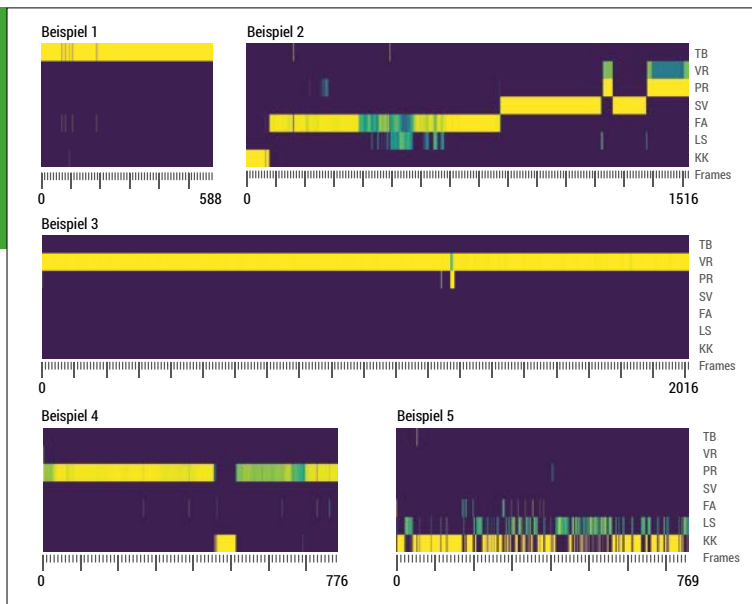 Beispiel 1
Beispiel 2
TB
VR
PR
SV
FA
LS
KK
Frames
0
588
0
1516
Beispiel 3
TB
VR
PR
SV
FA
LS
KK
Frames
0
2016
Beispiel 4
Beispiel 5
TB
VR
PR
SV
FA
LS
KK
Frames
0
776
0
769